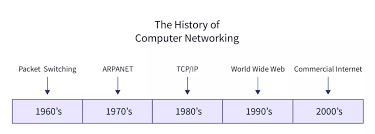 The History of
Computer Networking
Packet Switching ARPANET TCP/IP World Wide Web Commercial Internet
1960's 1970's 1980's 1990's 2000's